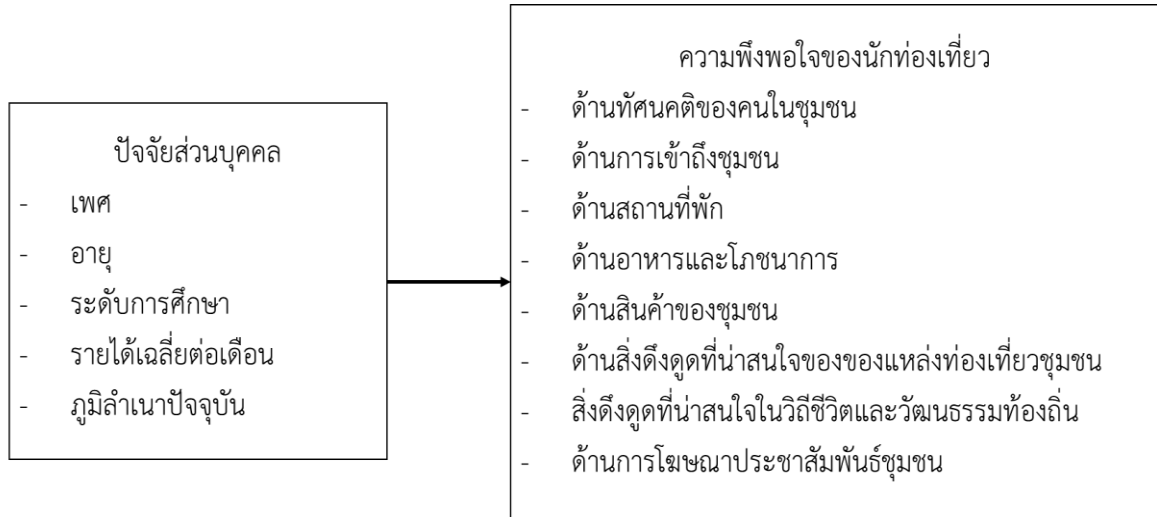 ปัจจัยส่วนบุคคล
- เพศ
- อายุ
- ระดับการศึกษา
- รายได้เฉลี่ยต่อเดือน
- ภูมิลำเนาปัจจุบัน
ความพึงพอใจของนักท่องเที่ยว
- ด้านทัศนคติของคนในชุมชน
- ด้านการเข้าถึงชุมชน
- ด้านสถานที่พัก
- ด้านอาหารและโภชนาการ
- ด้านสินค้าของชุมชน
- ด้านสิ่งดึงดูดที่น่าสนใจของของแหล่งท่องเที่ยวชุมชน
- สิ่งดึงดูดที่น่าสนใจในวิถีชีวิตและวัฒนธรรมท้องถิ่น
- ด้านการโฆษณาประชาสัมพันธ์ชุมชน